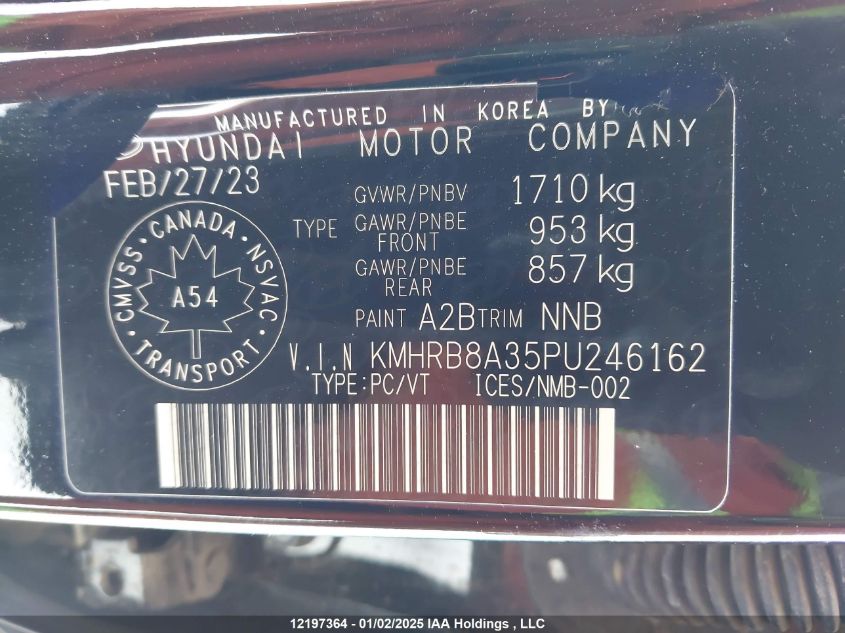 MANUFACTURED IN KOREA BY
HYUNDAI MOTOR COMPANY
FEB/27/23
GVWR/PNBV 1710 kg
TYPE GAWR/PNBE FRONT 953 kg
GAWR/PNBE REAR 857 kg
CANADA
CMVSS · NSVAC
A54
TRANSPORT
PAINT A2B TRIM NNB
V.I.N KMHRB8A35PU246162
TYPE:PC/VT ICES/NMB-002
12197364 - 01/02/2025 IAA Holdings , LLC